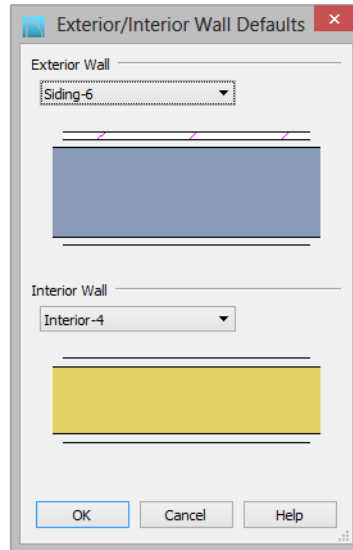 Exterior/Interior Wall Defaults
Exterior Wall
Siding-6
Interior Wall
Interior-4
OK Cancel Help